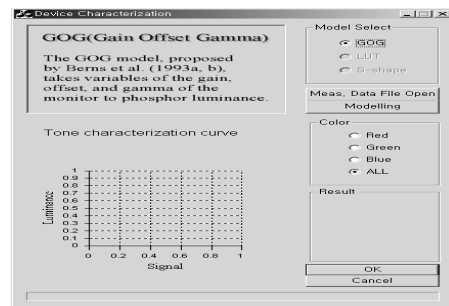 Device Characterization
GOG(Gain Offset Gamma)
The GOG model, proposed
by Berns et al. (1993a, b),
takes variables of the gain,
offset, and gamma of the
monitor to phosphor luminance.
Tone characterization curve
Luminence
1
0.9
0.8
0.7
0.6
0.5
0.4
0.3
0.2
0.1
0
0 0.2 0.4 0.6 0.8 1
Signal
Model Select
GOG
LUT
S-shape
Meas, Data File Open
Modelling
Color
Red
Green
Blue
ALL
Result
OK
Cancel